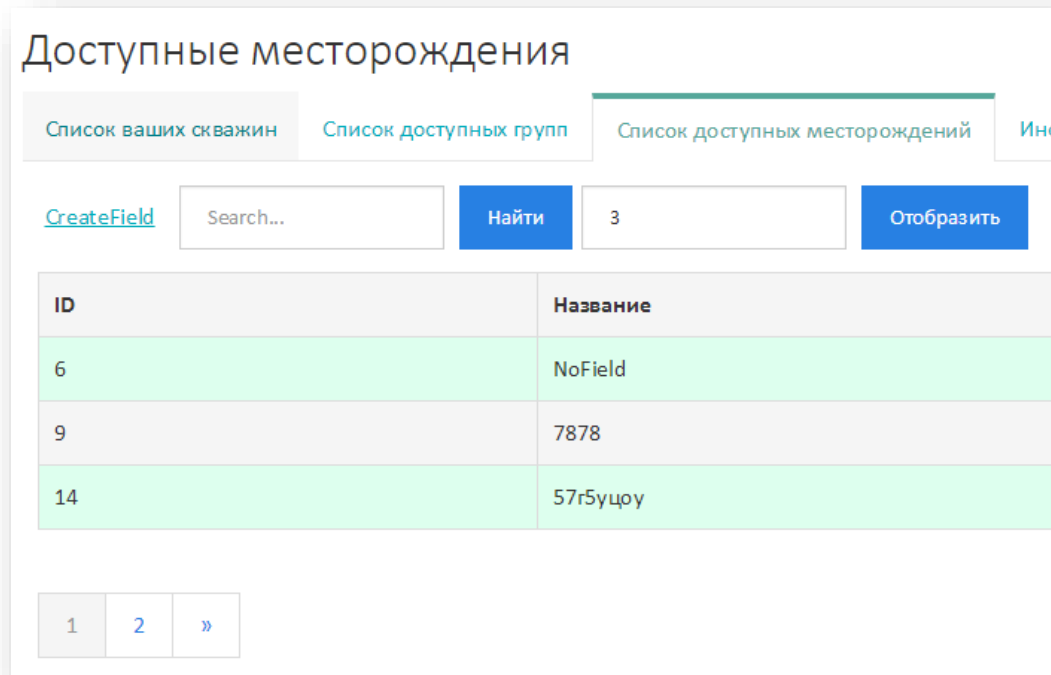 Доступные месторождения
Список ваших скважин Список доступных групп Список доступных месторождений
CreateField Search... Найти 3 Отобразить
ID Название
6 NoField
9 7878
14 57г5уцоу
1 2 »